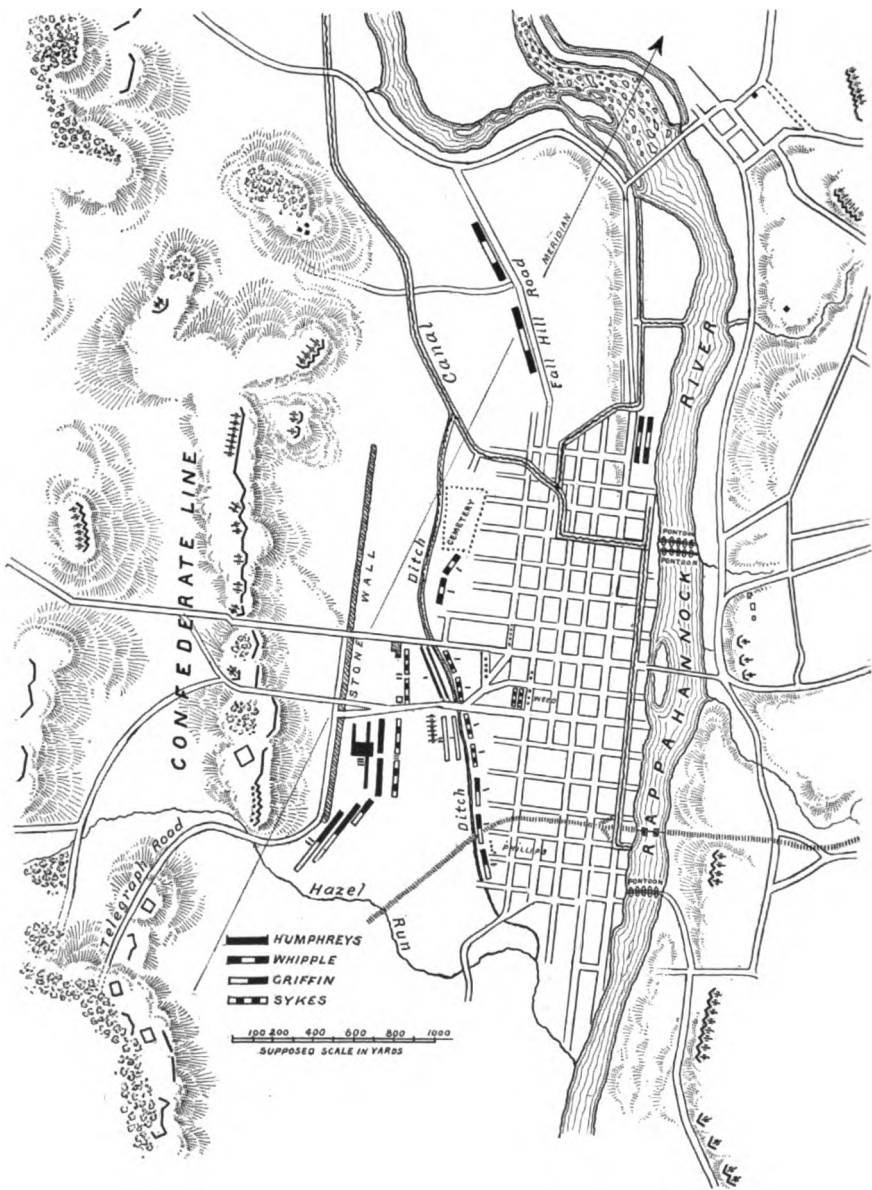 MERIDIAN
Fall Hill Road
Canal
RIVER
CONFEDERATE LINE
STONE WALL
Ditch
CEMETERY
PONTOON
PONTOON
RAPPAHANNOCK
WEED
Ditch
PHILLIPS
PONTOON
Telegraph Road
Hazel
Run
HUMPHREYS
WHIPPLE
GRIFFIN
SYKES
100 200 400 600 800 1000
SUPPOSED SCALE IN YARDS